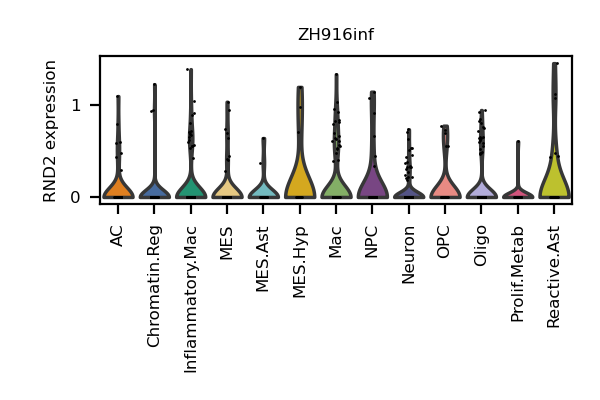 ZH916inf
RND2 expression
1
0
AC
Chromatin.Reg
Inflammatory.Mac
MES
MES.Ast
MES.Hyp
Mac
NPC
Neuron
OPC
Oligo
Prolif.Metab
Reactive.Ast